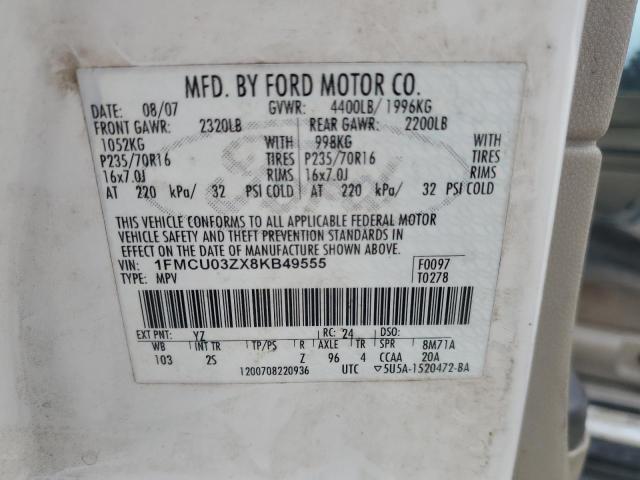 MFD. BY FORD MOTOR CO.
DATE: 08/07 GVWR: 4400LB/1996KG
FRONT GAWR: 2320LB REAR GAWR: 2200LB
1052KG WITH 998KG WITH
P235/70R16 TIRES P235/70R16 TIRES
16x7.0J RIMS 16x7.0J RIMS
AT 220 kPa/ 32 PSI COLD AT 220 kPa/ 32 PSI COLD
THIS VEHICLE CONFORMS TO ALL APPLICABLE FEDERAL MOTOR
VEHICLE SAFETY AND THEFT PREVENTION STANDARDS IN
EFFECT ON THE DATE OF MANUFACTURE SHOWN ABOVE.
VIN: 1FMCU03ZX8KB49555 F0097
TYPE: MPV T0278
EXT PNT: YZ RC: 24 DSO:
WB INT TR TP/PS R AXLE TR SPR 8M71A
103 2S Z 96 4 CCAA 20A
1200708220936 UTC ▽5U5A-1520472-BA